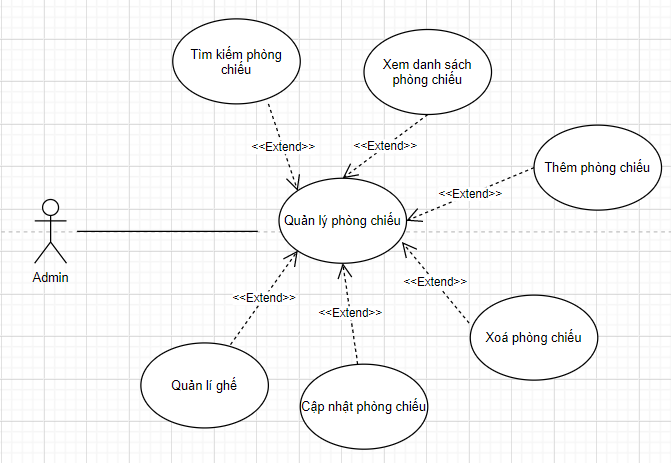 Tìm kiếm phòng
chiếu
Xem danh sách
phòng chiếu
<<Extend>>
<<Extend>>
Thêm phòng chiếu
<<Extend>>
Quản lý phòng chiếu
Admin
<<Extend>>
<<Extend>>
<<Extend>>
Xoá phòng chiếu
Quản lí ghế
Cập nhật phòng chiếu